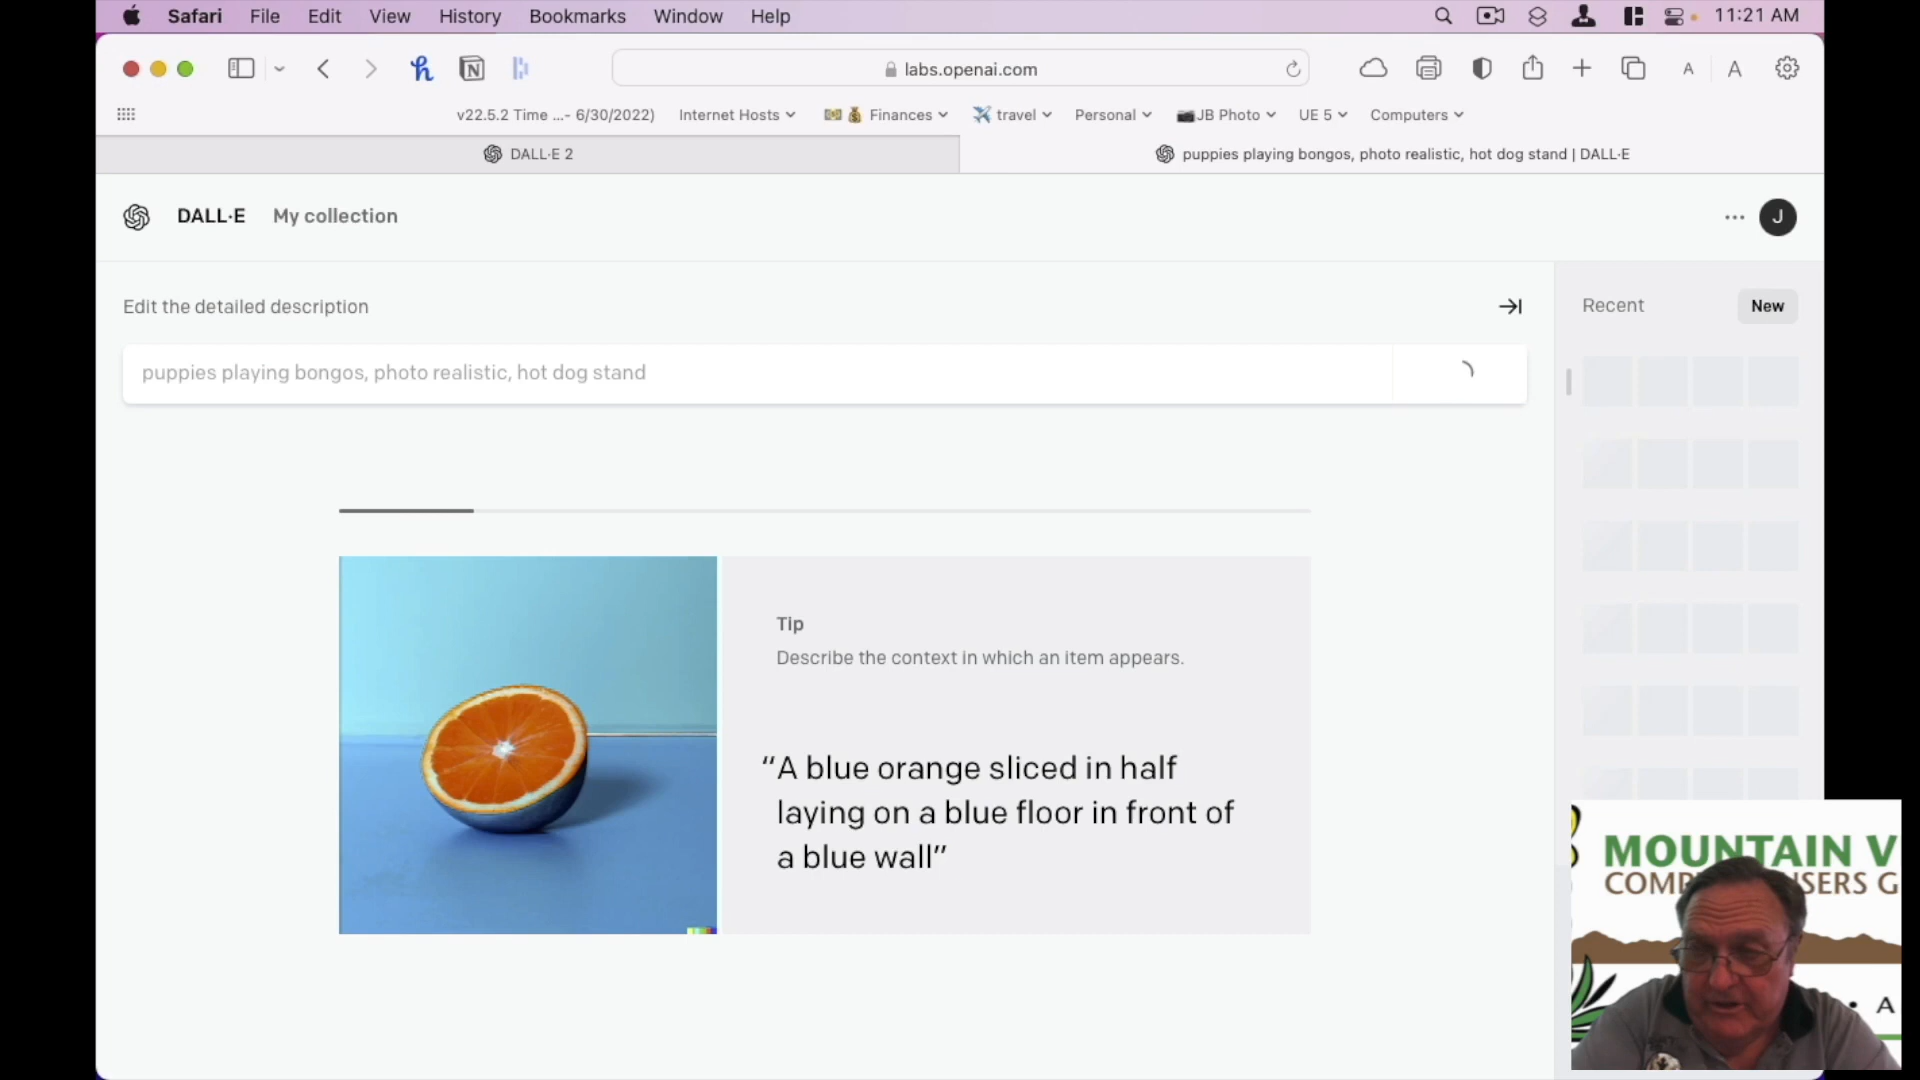 Safari File Edit View History Bookmarks Window Help 11:21 AM
labs.openai.com A A
v22.5.2 Time ...- 6/30/2022) Internet Hosts Finances travel Personal JB Photo UE 5 Computers
DALL·E 2 puppies playing bongos, photo realistic, hot dog stand | DALL·E
DALL·E My collection ··· J
Edit the detailed description
Recent New
puppies playing bongos, photo realistic, hot dog stand
Tip
Describe the context in which an item appears.
“A blue orange sliced in half
laying on a blue floor in front of
a blue wall”
MOUNTAIN V
COMP SERS G
• A